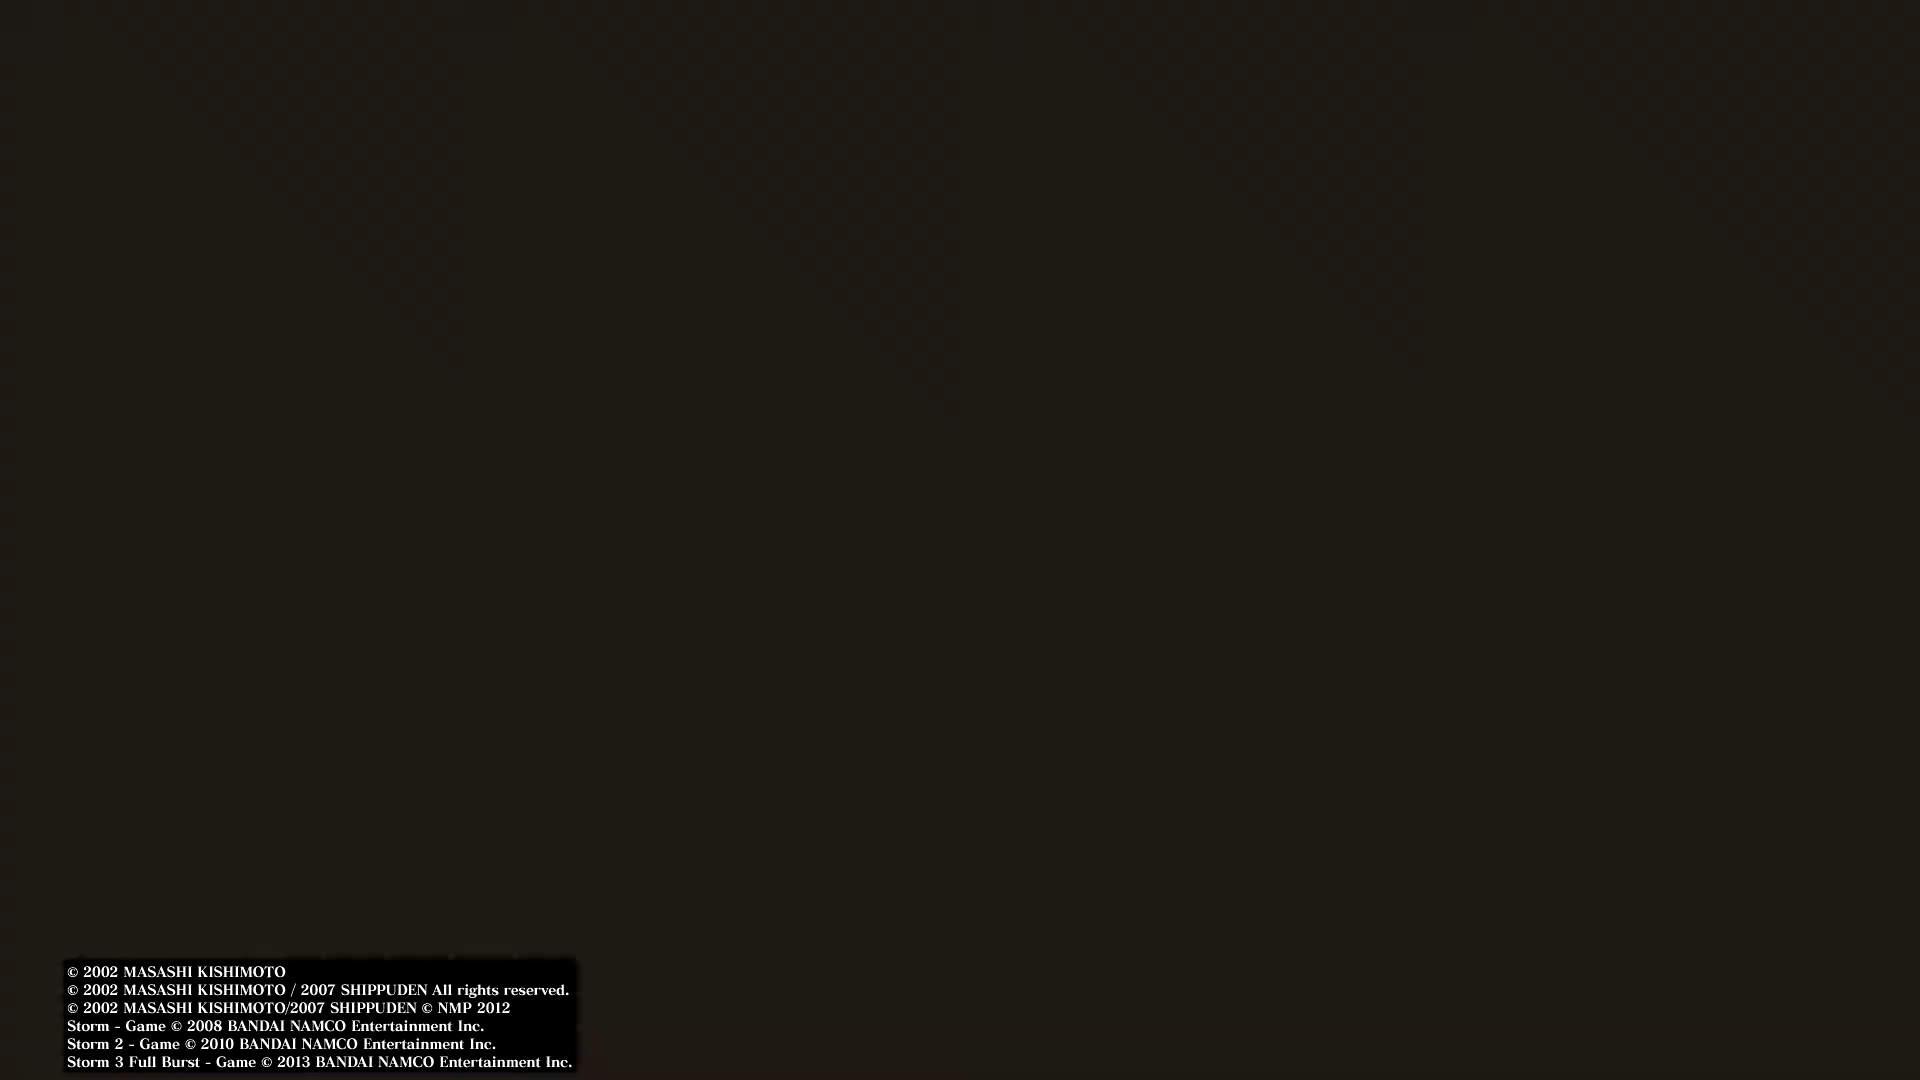 © 2002 MASASHI KISHIMOTO
© 2002 MASASHI KISHIMOTO / 2007 SHIPPUDEN All rights reserved.
© 2002 MASASHI KISHIMOTO/2007 SHIPPUDEN © NMP 2012
Storm - Game © 2008 BANDAI NAMCO Entertainment Inc.
Storm 2 - Game © 2010 BANDAI NAMCO Entertainment Inc.
Storm 3 Full Burst - Game © 2013 BANDAI NAMCO Entertainment Inc.